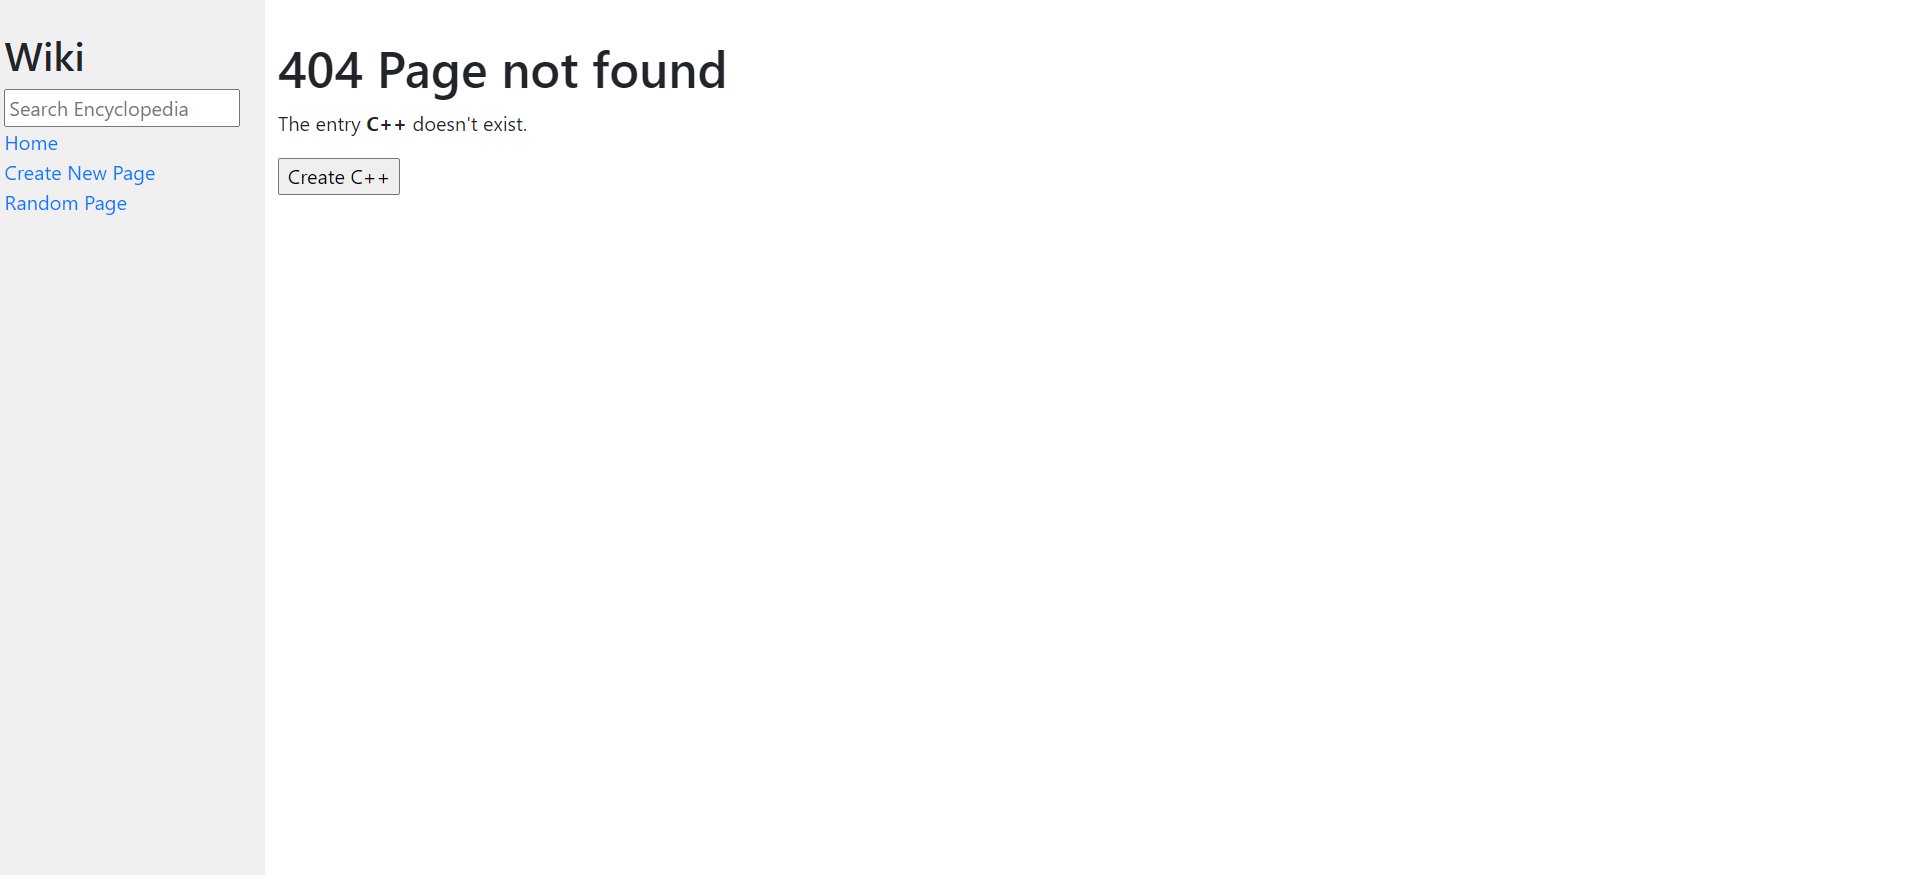 Wiki
Search Encyclopedia
Home
Create New Page
Random Page
404 Page not found
The entry C++ doesn't exist.
Create C++